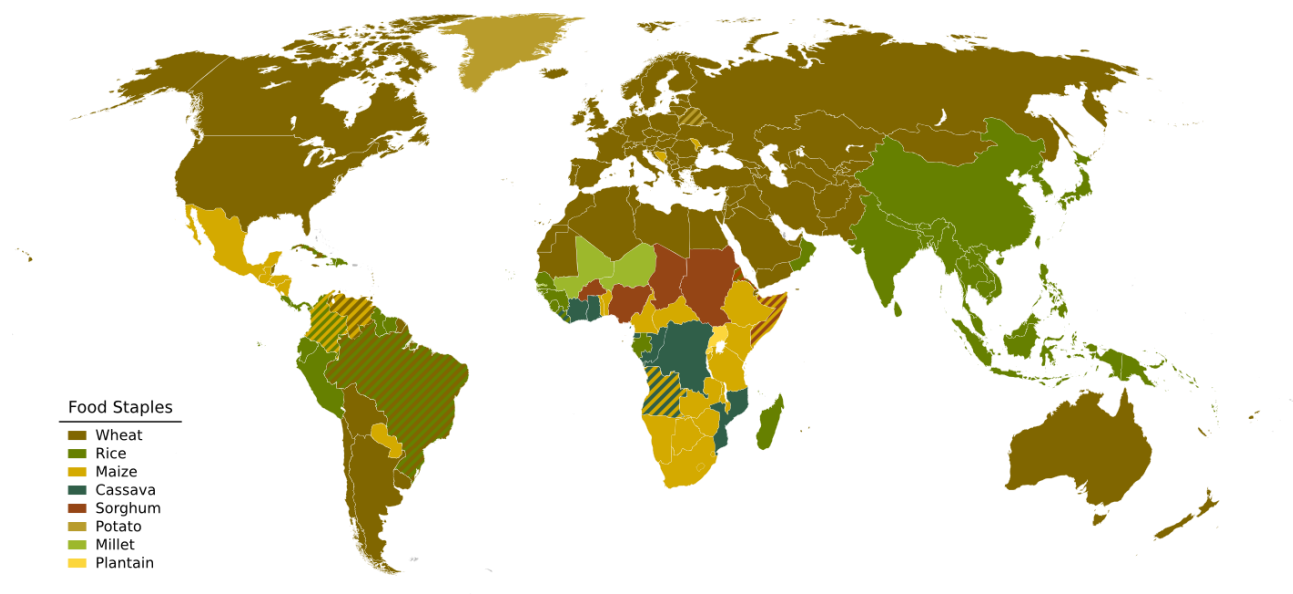 Food Staples
Wheat
Rice
Maize
Cassava
Sorghum
Potato
Millet
Plantain